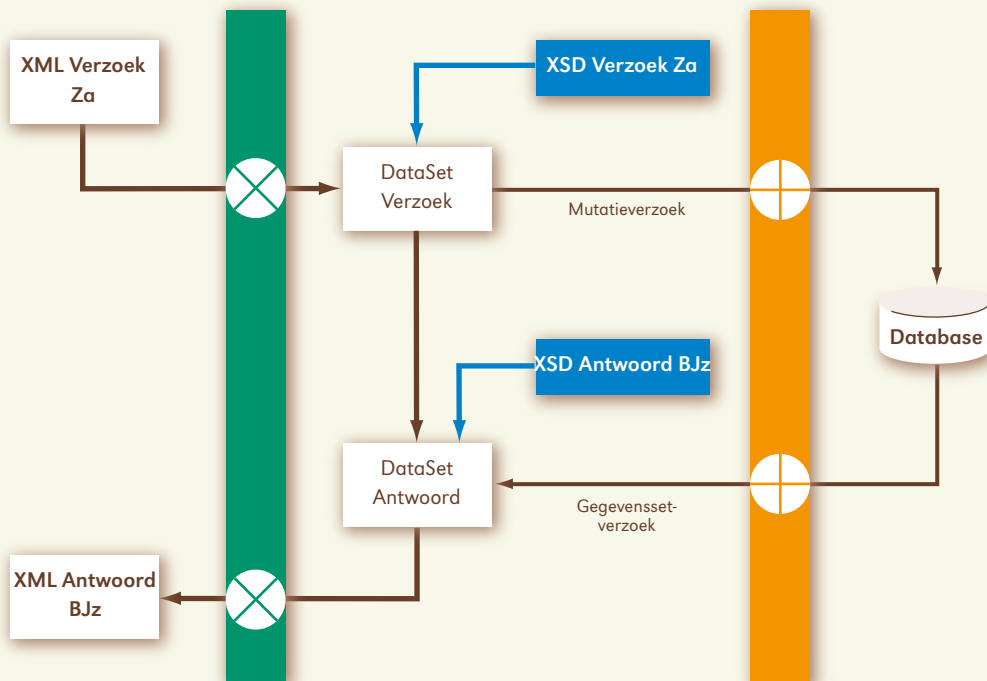 XML Verzoek
Za
XSD Verzoek Za
DataSet
Verzoek
Mutatieverzoek
Database
XSD Antwoord BJz
DataSet
Antwoord
Gegevensset-
verzoek
XML Antwoord
BJz